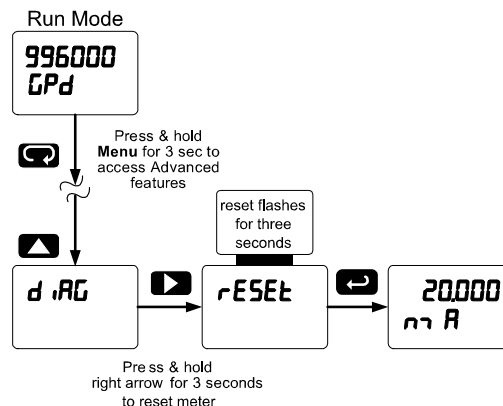 Run Mode
996000
GPd
Press & hold
Menu for 3 sec to
access Advanced
features
reset flashes
for three
seconds
diAG
rESEt
20.000
mA
Press & hold
right arrow for 3 seconds
to reset meter